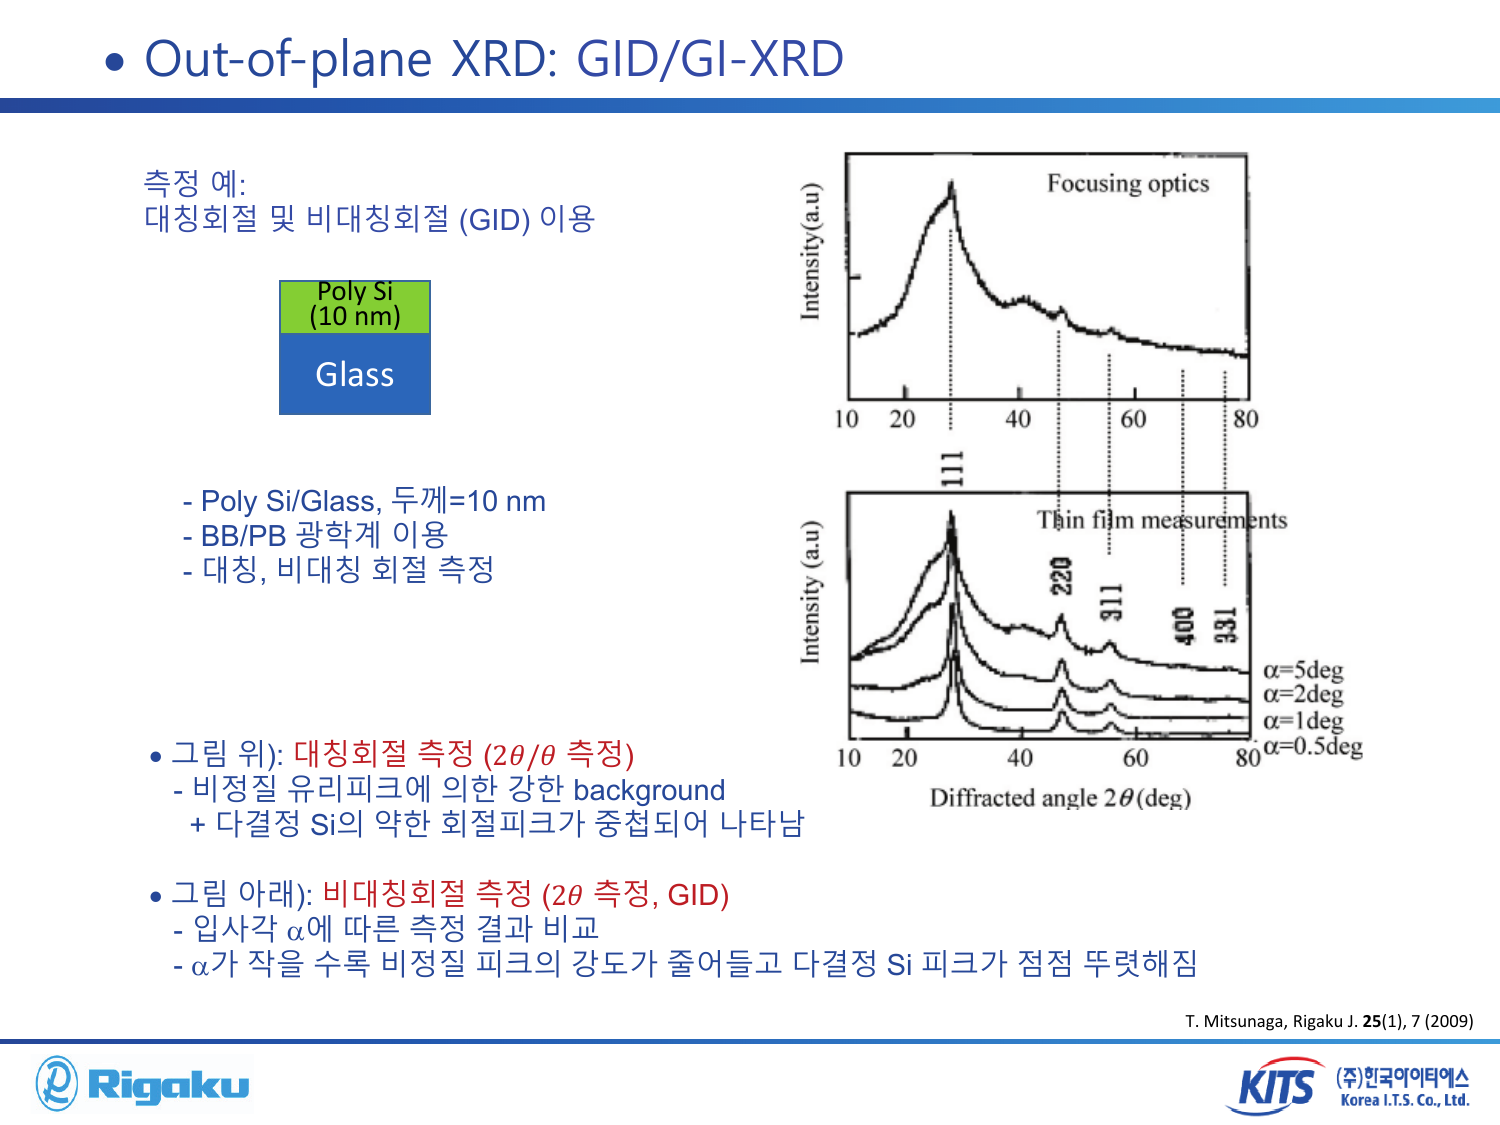 • Out-of-plane XRD: GID/GI-XRD
측정 예:
대칭회절 및 비대칭회절 (GID) 이용
Poly Si
(10 nm)
Glass
- Poly Si/Glass, 두께=10 nm
- BB/PB 광학계 이용
- 대칭, 비대칭 회절 측정
• 그림 위): 대칭회절 측정 (2θ/θ 측정)
- 비정질 유리피크에 의한 강한 background
+ 다결정 Si의 약한 회절피크가 중첩되어 나타남
• 그림 아래): 비대칭회절 측정 (2θ 측정, GID)
- 입사각 α에 따른 측정 결과 비교
- α가 작을 수록 비정질 피크의 강도가 줄어들고 다결정 Si 피크가 점점 뚜렷해짐
Focusing optics
Intensity(a.u)
10 20 40 60 80
111
Thin film measurements
Intensity (a.u)
220
311
400
331
α=5deg
α=2deg
α=1deg
α=0.5deg
10 20 40 60 80
Diffracted angle 2θ(deg)
T. Mitsunaga, Rigaku J. 25(1), 7 (2009)
Rigaku
KITS
(주)한국아이티에스
Korea I.T.S. Co., Ltd.